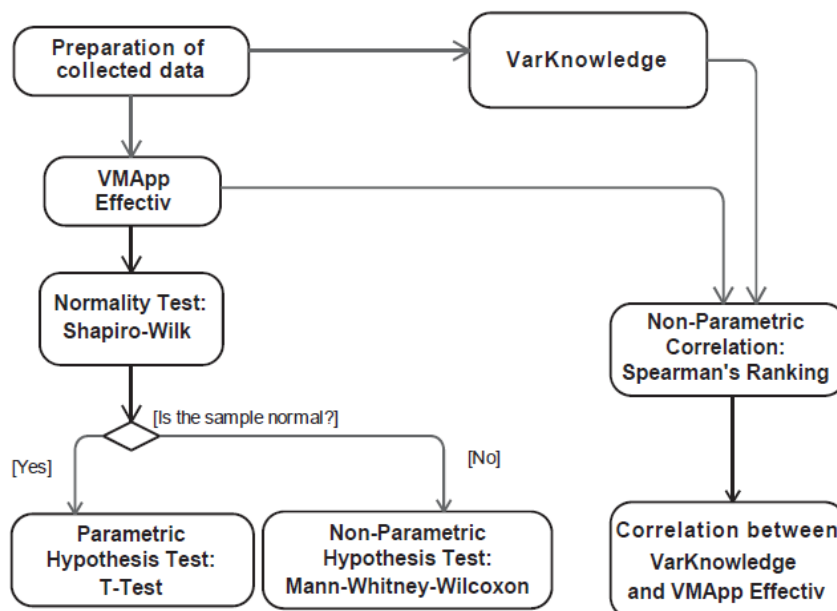 Preparation of
collected data
VarKnowledge
VMApp
Effectiv
Normality Test:
Shapiro-Wilk
Non-Parametric
Correlation:
Spearman's Ranking
[Is the sample normal?]
[Yes]
[No]
Parametric
Hypothesis Test:
T-Test
Non-Parametric
Hypothesis Test:
Mann-Whitney-Wilcoxon
Correlation between
VarKnowledge
and VMApp Effectiv